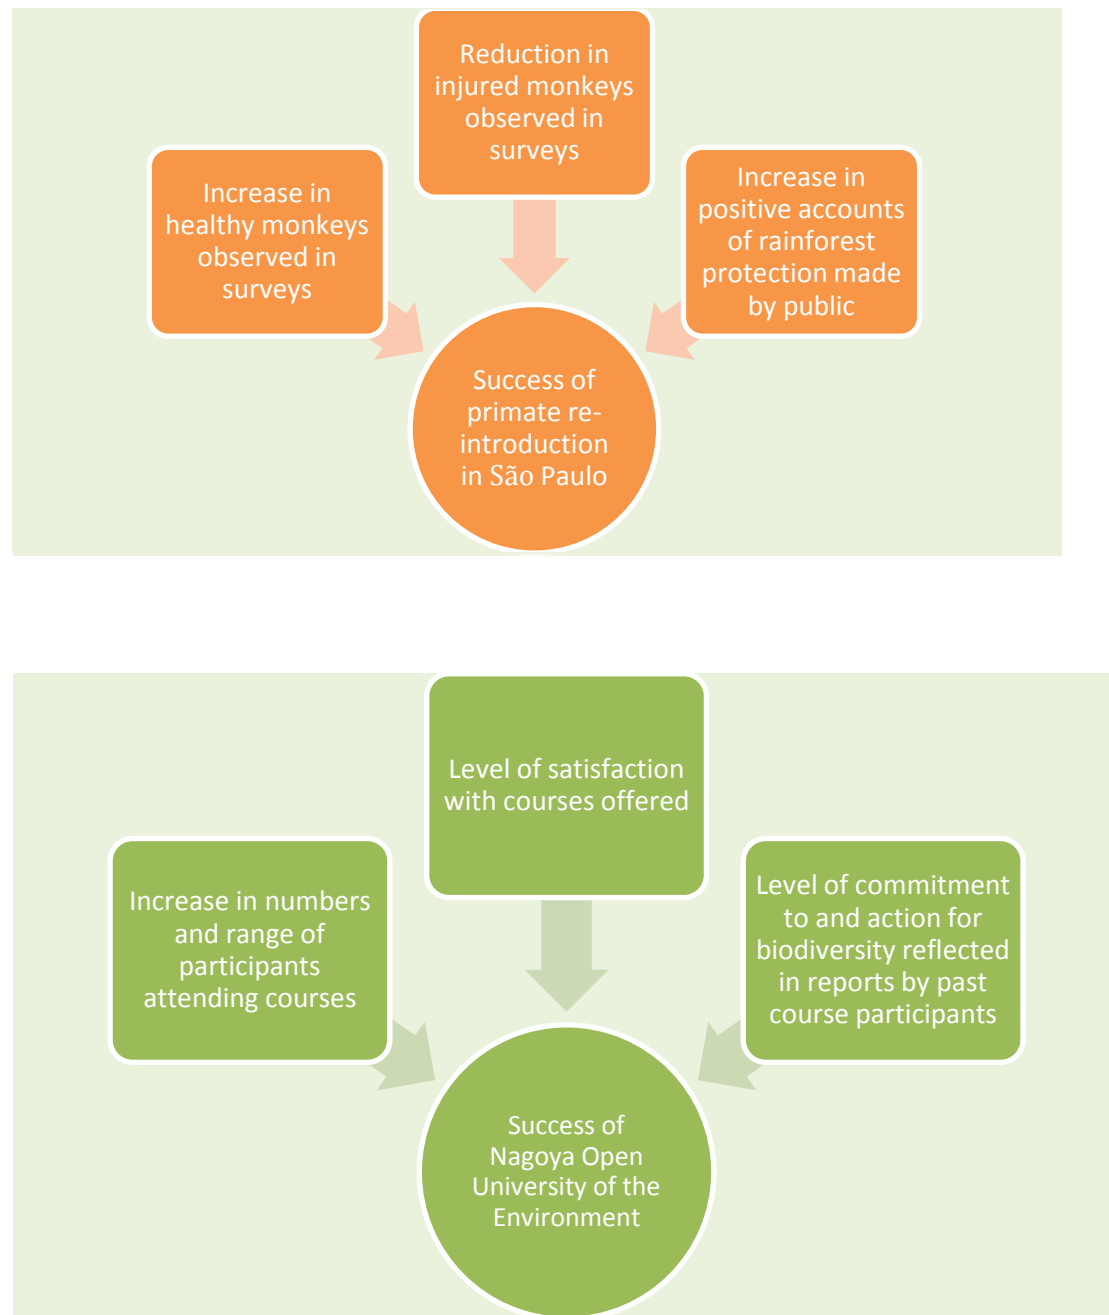 Reduction in
injured monkeys
observed in
surveys
Increase in
healthy monkeys
observed in
surveys
Increase in
positive accounts
of rainforest
protection made
by public
Success of
primate re-
introduction
in São Paulo
Level of satisfaction
with courses offered
Increase in numbers
and range of
participants
attending courses
Level of commitment
to and action for
biodiversity reflected
in reports by past
course participants
Success of
Nagoya Open
University of the
Environment